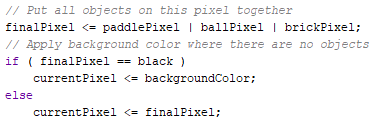 // Put all objects on this pixel together
finalPixel <= paddlePixel | ballPixel | brickPixel;
// Apply background color where there are no objects
if ( finalPixel == black )
    currentPixel <= backgroundColor;
else
    currentPixel <= finalPixel;